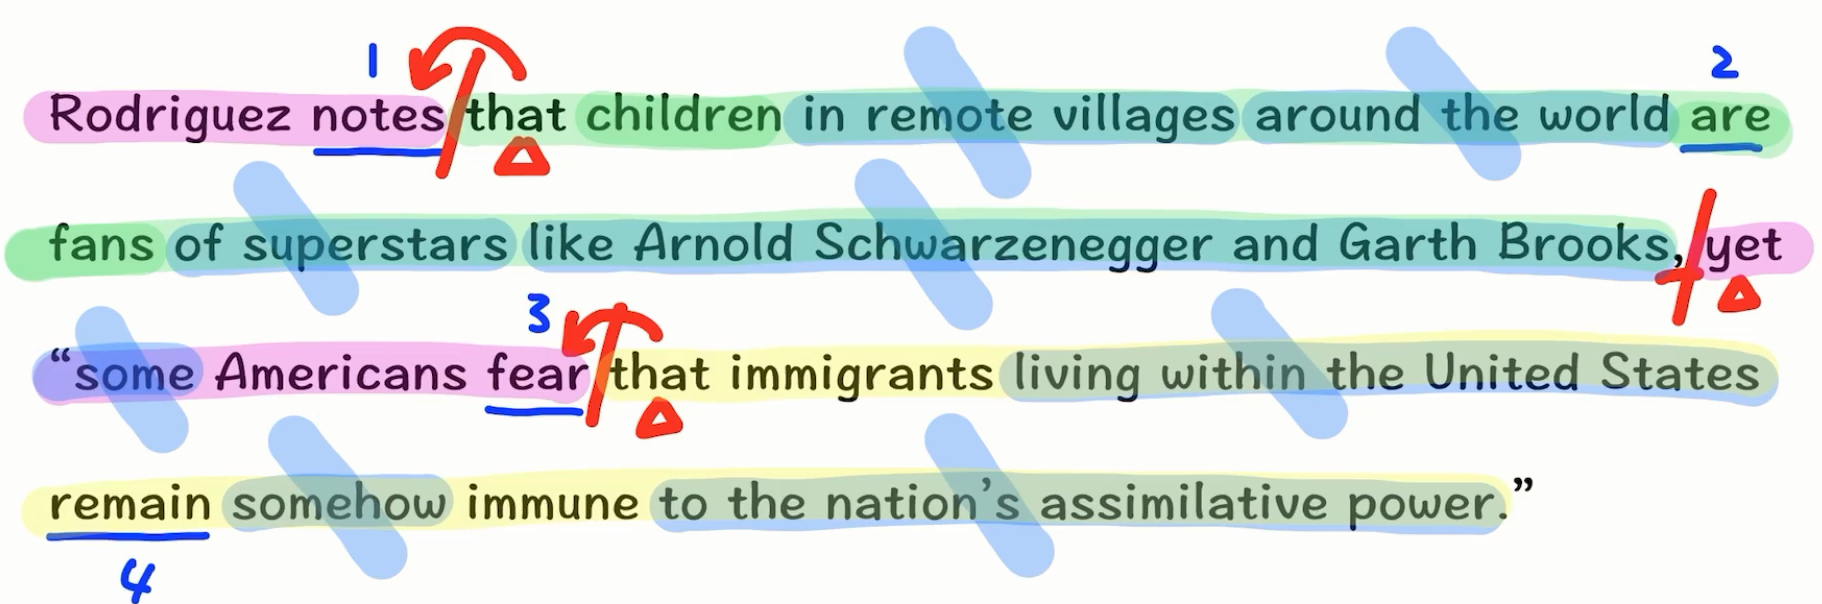 1 2
Rodriguez notes that children in remote villages around the world are
fans of superstars like Arnold Schwarzenegger and Garth Brooks, yet
3
“some Americans fear that immigrants living within the United States
remain somehow immune to the nation’s assimilative power.”
4